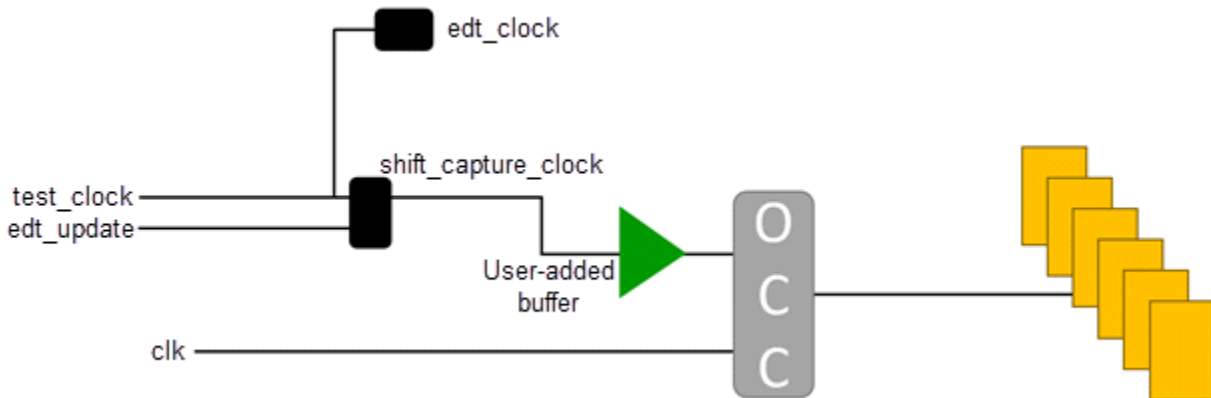 edt_clock
shift_capture_clock
test_clock
edt_update
User-added
buffer
clk
O
C
C